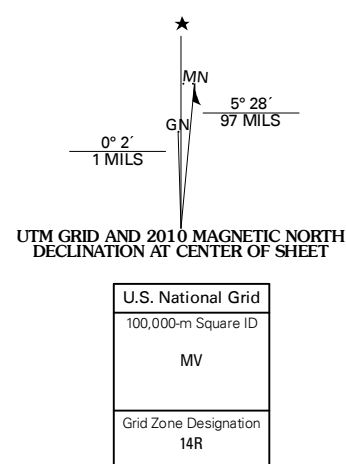 MN
GN
5° 28´
97 MILS
0° 2´
1 MILS
UTM GRID AND 2010 MAGNETIC NORTH
DECLINATION AT CENTER OF SHEET
U.S. National Grid
100,000-m Square ID
MV
Grid Zone Designation
14R